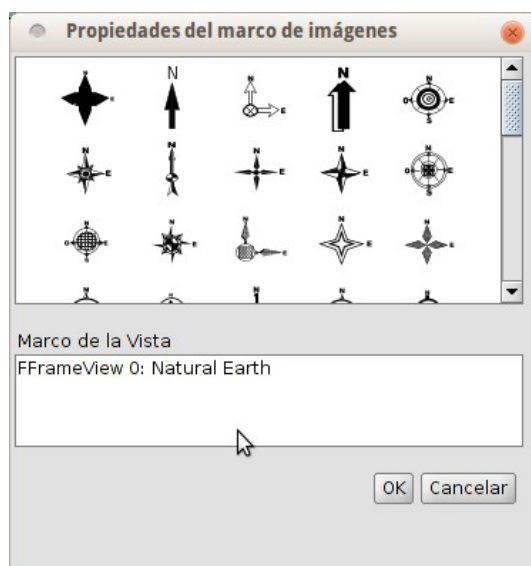 Propiedades del marco de imágenes
N
N
Marco de la Vista
FFrameView 0: Natural Earth
OK Cancelar